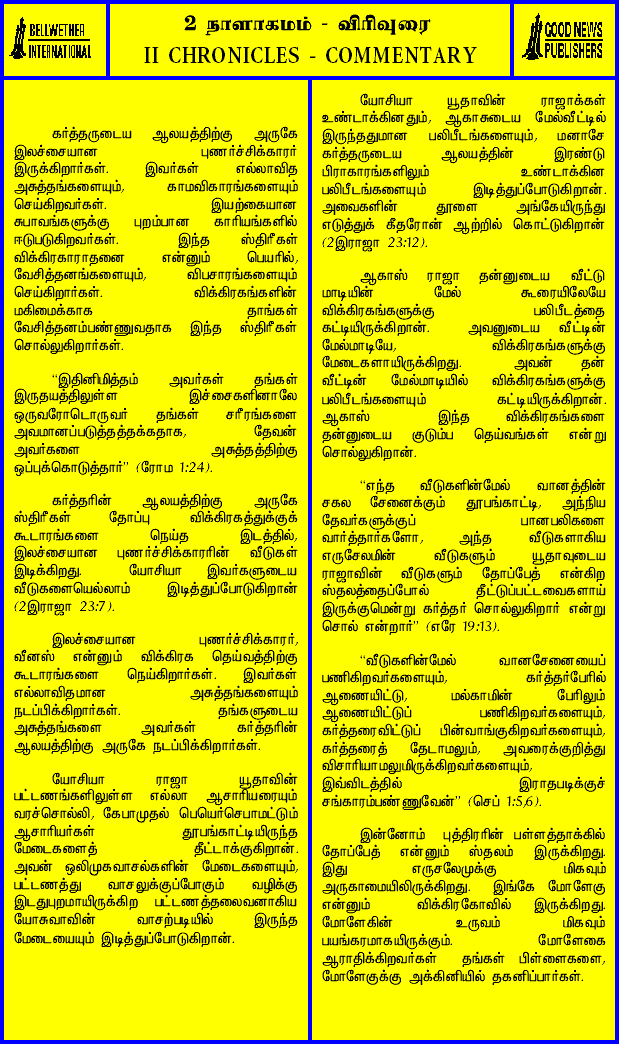 BELLWETHER
INTERNATIONAL
2 நாளாகமம் - விரிவுரை
II CHRONICLES - COMMENTARY
GOOD NEWS
PUBLISHERS
கர்த்தருடைய ஆலயத்திற்கு அருகே
இலச்சையான புணர்ச்சிக்காரர்
இருக்கிறார்கள். இவர்கள் எல்லாவித
அசுத்தங்களையும், காமவிகாரங்களையும்
செய்கிறவர்கள். இயற்கையான
சுபாவங்களுக்கு புறம்பான காரியங்களில்
ஈடுபடுகிறவர்கள். இந்த ஸ்திரீகள்
விக்கிரகாராதனை என்னும் பெயரில்,
வேசித்தனங்களையும், விபசாரங்களையும்
செய்கிறார்கள். விக்கிரகங்களின்
மகிமைக்காக தாங்கள்
வேசித்தனம்பண்ணுவதாக இந்த ஸ்திரீகள்
சொல்லுகிறார்கள்.
“இதினிமித்தம் அவர்கள் தங்கள்
இருதயத்திலுள்ள இச்சைகளினாலே
ஒருவரோடொருவர் தங்கள் சரீரங்களை
அவமானப்படுத்தத்தக்கதாக, தேவன்
அவர்களை அசுத்தத்திற்கு
ஒப்புக்கொடுத்தார்” (ரோம 1:24).
கர்த்தரின் ஆலயத்திற்கு அருகே
ஸ்திரீகள் தோப்பு விக்கிரகத்துக்குக்
கூடாரங்களை நெய்த இடத்தில்,
இலச்சையான புணர்ச்சிக்காரரின் வீடுகள்
இடிக்கிறது. யோசியா இவர்களுடைய
வீடுகளையெல்லாம் இடித்துப்போடுகிறான்
(2இராஜா 23:7).
இலச்சையான புணர்ச்சிக்காரர்,
வீனஸ் என்னும் விக்கிரக தெய்வத்திற்கு
கூடாரங்களை நெய்கிறார்கள். இவர்கள்
எல்லாவிதமான அசுத்தங்களையும்
நடப்பிக்கிறார்கள். தங்களுடைய
அசுத்தங்களை அவர்கள் கர்த்தரின்
ஆலயத்திற்கு அருகே நடப்பிக்கிறார்கள்.
யோசியா ராஜா யூதாவின்
பட்டணங்களிலுள்ள எல்லா ஆசாரியரையும்
வரச்சொல்லி, கேபாமுதல் பெயெர்செபாமட்டும்
ஆசாரியர்கள் தூபங்காட்டியிருந்த
மேடைகளைத் தீட்டாக்குகிறான்.
அவன் ஒலிமுகவாசல்களின் மேடைகளையும்,
பட்டணத்து வாசலுக்குப்போகும் வழிக்கு
இடதுபுறமாயிருக்கிற பட்டணத்தலைவனாகிய
யோசுவாவின் வாசற்படியில் இருந்த
மேடையையும் இடித்துப்போடுகிறான்.
யோசியா யூதாவின் ராஜாக்கள்
உண்டாக்கினதும், ஆகாசுடைய மேல்வீட்டில்
இருந்ததுமான பலிபீடங்களையும், மனாசே
கர்த்தருடைய ஆலயத்தின் இரண்டு
பிராகாரங்களிலும் உண்டாக்கின
பலிபீடங்களையும் இடித்துப்போடுகிறான்.
அவைகளின் தூளை அங்கேயிருந்து
எடுத்துக் கீதரோன் ஆற்றில் கொட்டுகிறான்
(2இராஜா 23:12).
ஆகாஸ் ராஜா தன்னுடைய வீட்டு
மாடியின் மேல் கூரையிலேயே
விக்கிரகங்களுக்கு பலிபீடத்தை
கட்டியிருக்கிறான். அவனுடைய வீட்டின்
மேல்மாடியே, விக்கிரகங்களுக்கு
மேடைகளாயிருக்கிறது. அவன் தன்
வீட்டின் மேல்மாடியில் விக்கிரகங்களுக்கு
பலிபீடங்களையும் கட்டியிருக்கிறான்.
ஆகாஸ் இந்த விக்கிரகங்களை
தன்னுடைய குடும்ப தெய்வங்கள் என்று
சொல்லுகிறான்.
“எந்த வீடுகளின்மேல் வானத்தின்
சகல சேனைக்கும் தூபங்காட்டி, அந்நிய
தேவர்களுக்குப் பானபலிகளை
வார்த்தார்களோ, அந்த வீடுகளாகிய
எருசலேமின் வீடுகளும் யூதாவுடைய
ராஜாவின் வீடுகளும் தோப்பேத் என்கிற
ஸ்தலத்தைப்போல் தீட்டுப்பட்டவைகளாய்
இருக்குமென்று கர்த்தர் சொல்லுகிறார் என்று
சொல் என்றார்” (எரே 19:13).
“வீடுகளின்மேல் வானசேனையைப்
பணிகிறவர்களையும், கர்த்தர்பேரில்
ஆணையிட்டு, மல்காமின் பேரிலும்
ஆணையிட்டுப் பணிகிறவர்களையும்,
கர்த்தரைவிட்டுப் பின்வாங்குகிறவர்களையும்,
கர்த்தரைத் தேடாமலும், அவரைக்குறித்து
விசாரியாமலுமிருக்கிறவர்களையும்,
இவ்விடத்தில் இராதபடிக்குச்
சங்காரம்பண்ணுவேன்” (செப் 1:5,6).
இன்னோம் புத்திரரின் பள்ளத்தாக்கில்
தோப்பேத் என்னும் ஸ்தலம் இருக்கிறது.
இது எருசலேமுக்கு மிகவும்
அருகாமையிலிருக்கிறது. இங்கே மோளேகு
என்னும் விக்கிரகோவில் இருக்கிறது.
மோளேகின் உருவம் மிகவும்
பயங்கரமாகயிருக்கும். மோளேகை
ஆராதிக்கிறவர்கள் தங்கள் பிள்ளைகளை,
மோளேகுக்கு அக்கினியில் தகனிப்பார்கள்.